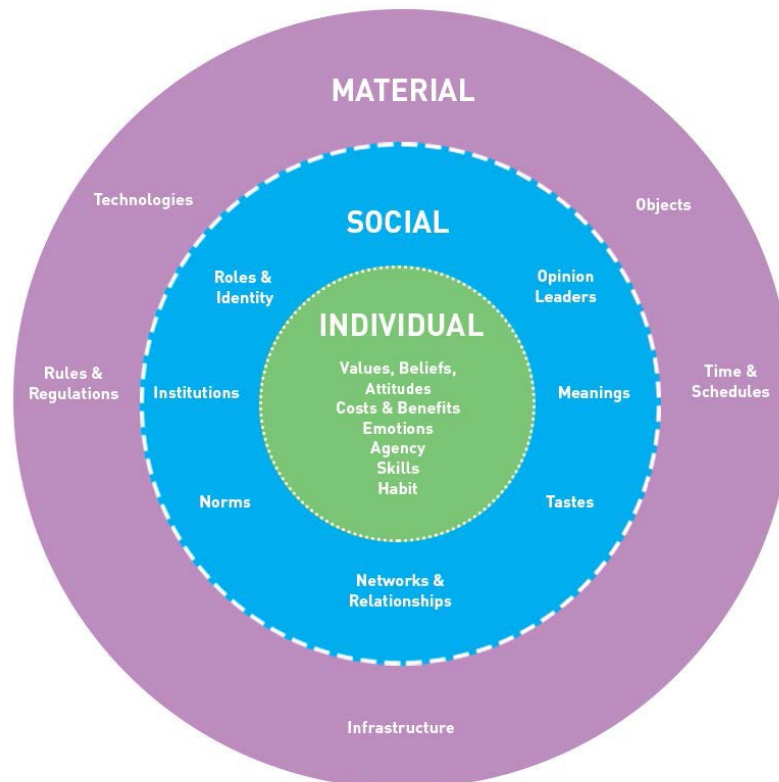 MATERIAL
Technologies
Objects
SOCIAL
Roles &
Identity
Opinion
Leaders
INDIVIDUAL
Values, Beliefs,
Attitudes
Costs & Benefits
Emotions
Agency
Skills
Habit
Rules &
Regulations
Institutions
Meanings
Time &
Schedules
Norms
Tastes
Networks &
Relationships
Infrastructure